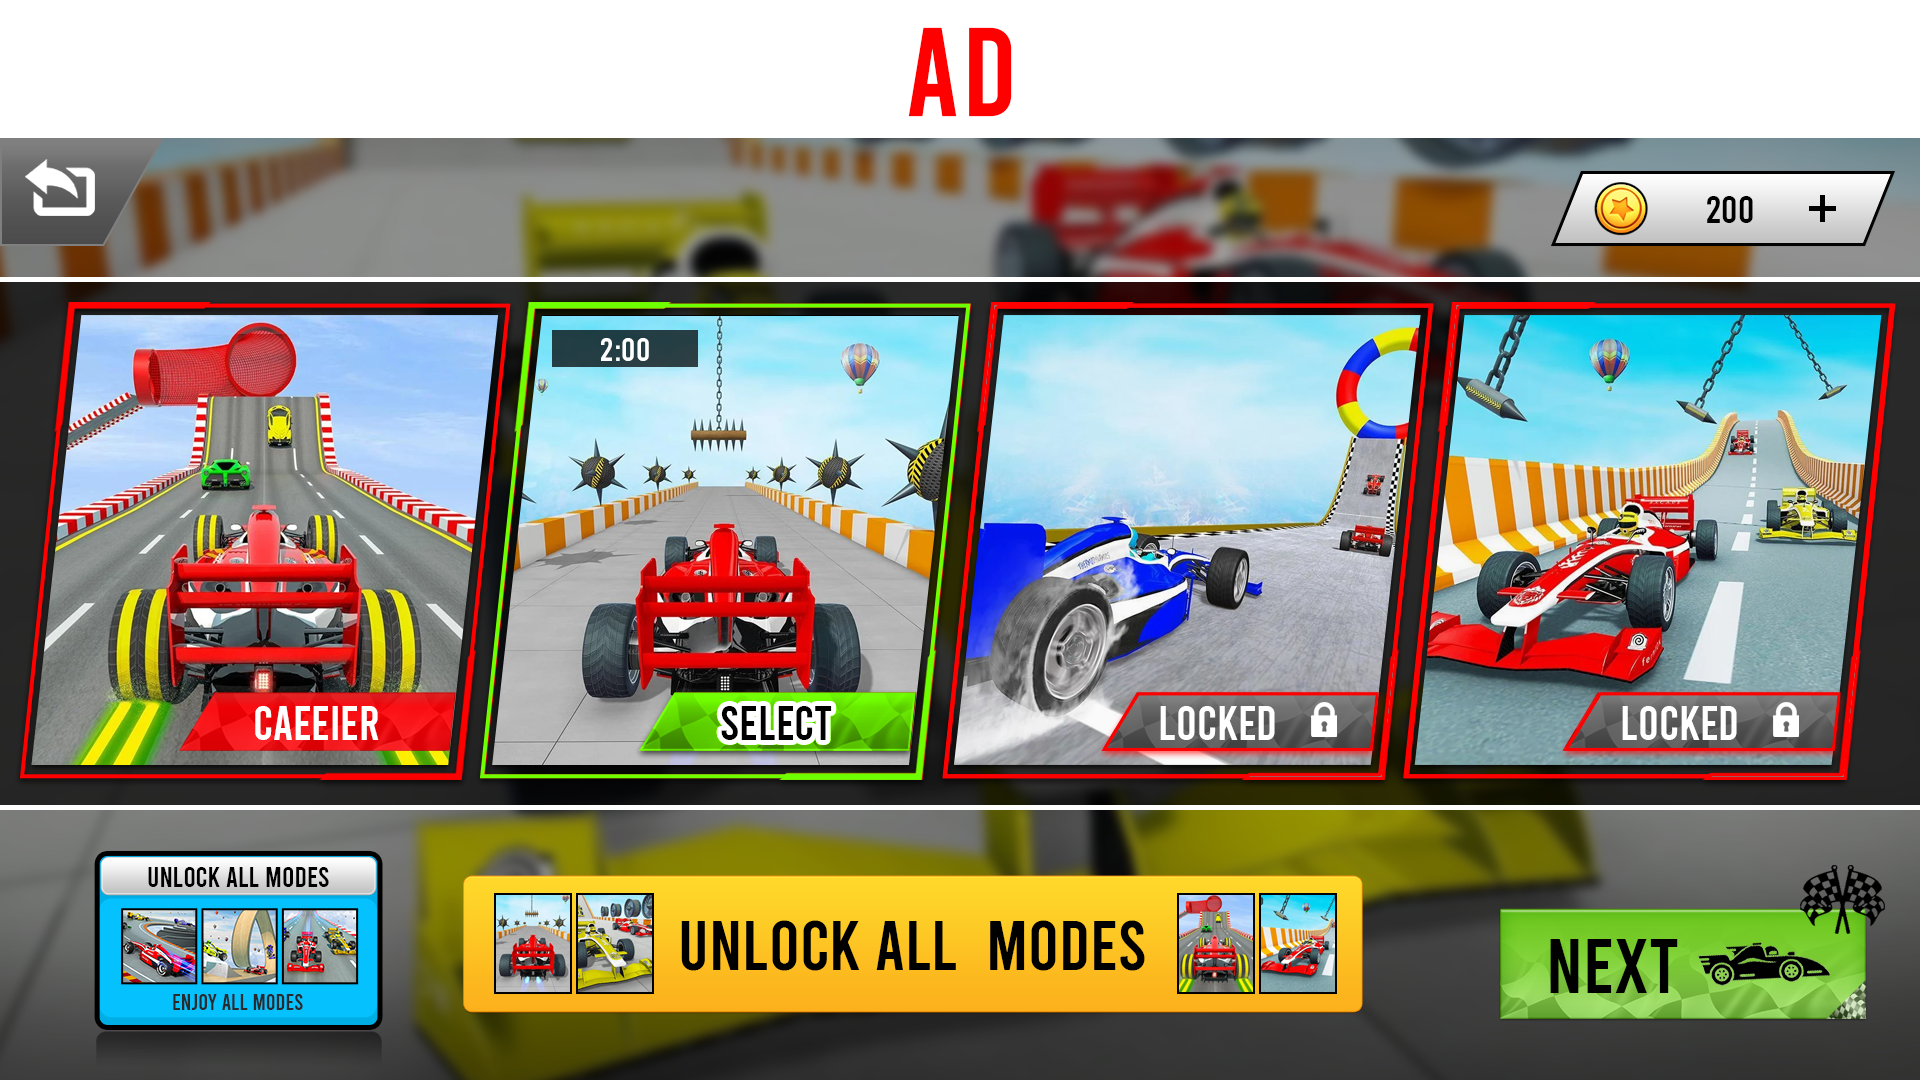 AD
200 +
2:00
CAEEIER
SELECT
LOCKED
LOCKED
UNLOCK ALL MODES
ENJOY ALL MODES
UNLOCK ALL MODES
NEXT